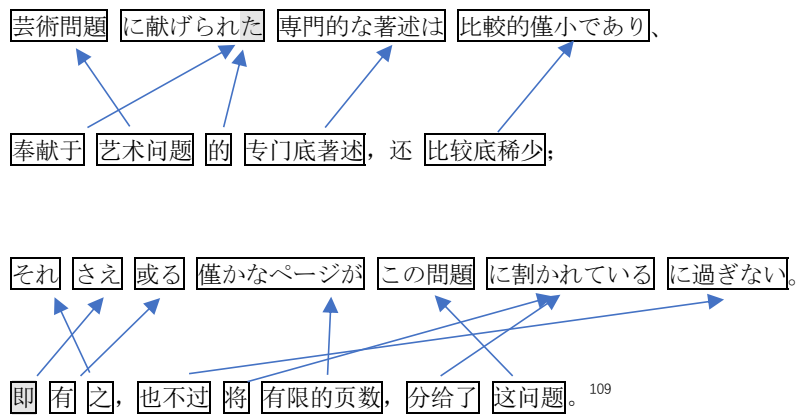 芸術問題 に献げられた 専門的な著述は 比較的僅小であり、
奉献于 艺术问题 的 专门底著述，还 比较底稀少；
それ さえ 或る 僅かなページが この問題 に割かれている に過ぎない。
即 有 之，也不过 将 有限的页数，分给了 这问题。109